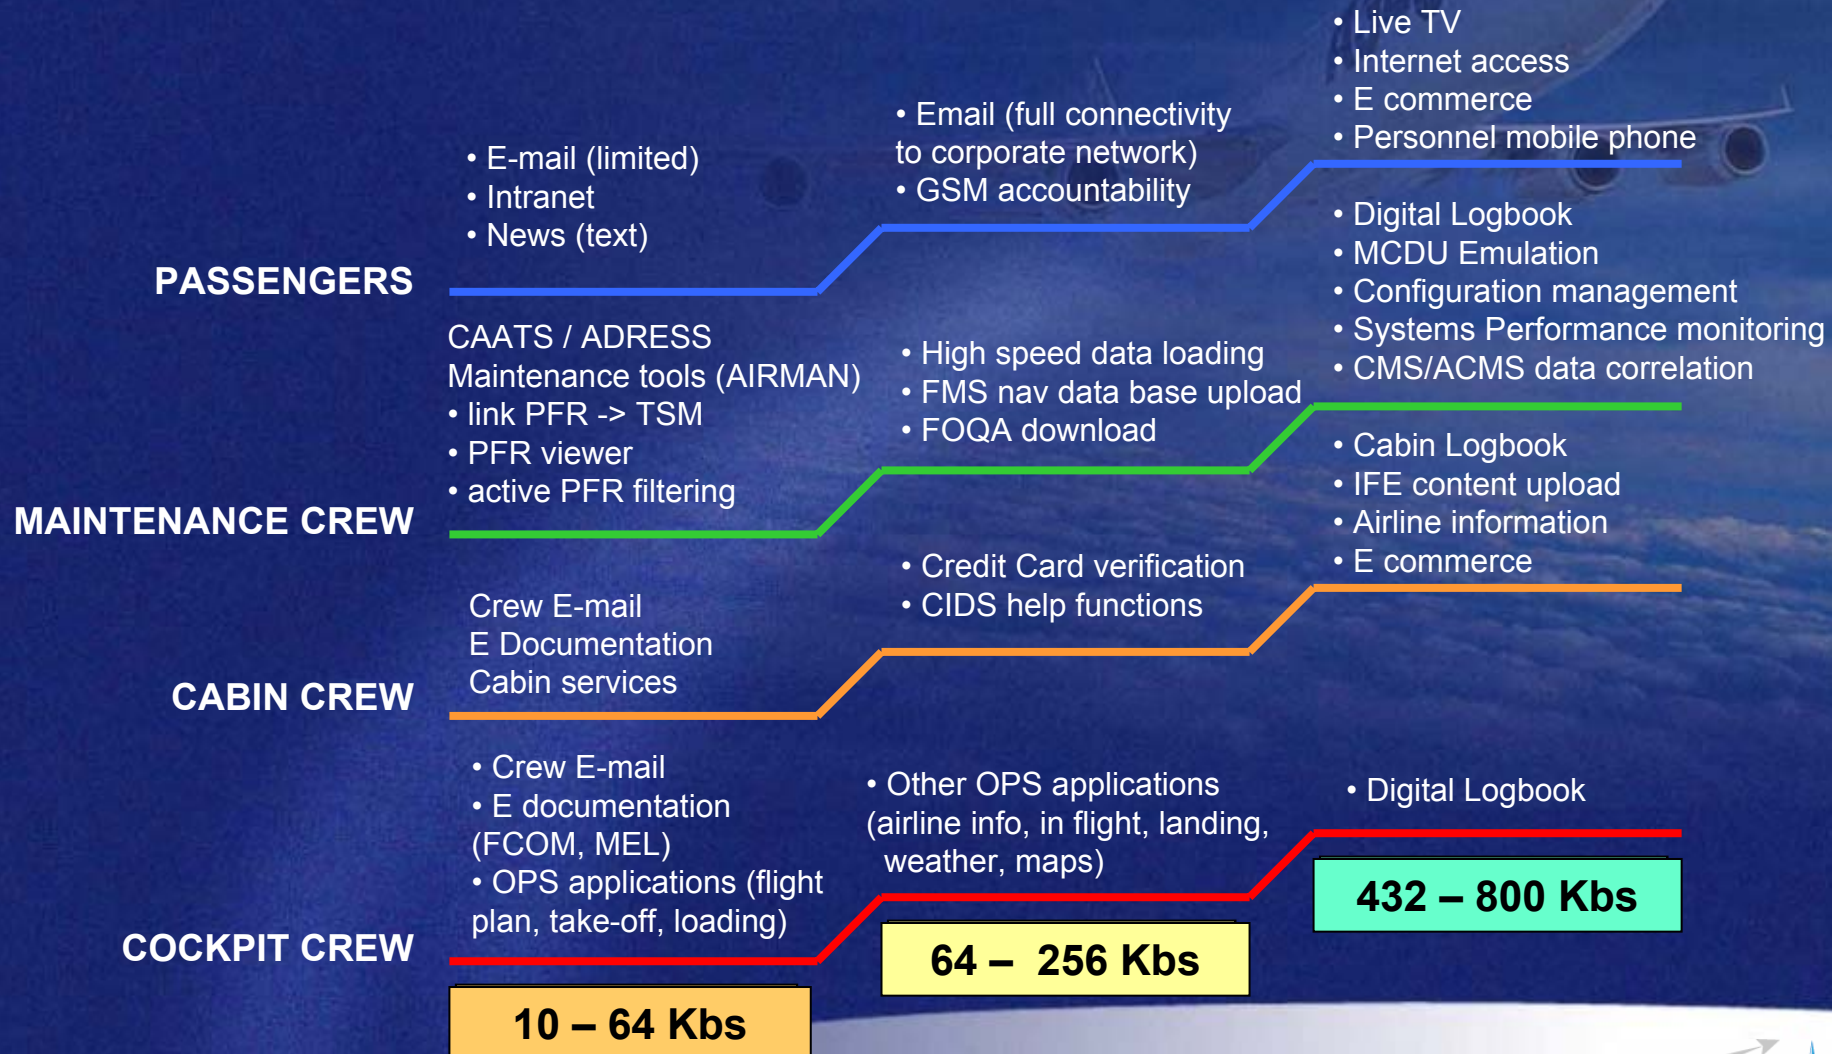 PASSENGERS
• E-mail (limited)
• Intranet
• News (text)
• Email (full connectivity
to corporate network)
• GSM accountability
• Live TV
• Internet access
• E commerce
• Personnel mobile phone
MAINTENANCE CREW
CAATS / ADRESS
Maintenance tools (AIRMAN)
• link PFR -> TSM
• PFR viewer
• active PFR filtering
• High speed data loading
• FMS nav data base upload
• FOQA download
• Digital Logbook
• MCDU Emulation
• Configuration management
• Systems Performance monitoring
• CMS/ACMS data correlation
CABIN CREW
Crew E-mail
E Documentation
Cabin services
• Credit Card verification
• CIDS help functions
• Cabin Logbook
• IFE content upload
• Airline information
• E commerce
COCKPIT CREW
• Crew E-mail
• E documentation
(FCOM, MEL)
• OPS applications (flight
plan, take-off, loading)
• Other OPS applications
(airline info, in flight, landing,
weather, maps)
• Digital Logbook
10 – 64 Kbs
64 – 256 Kbs
432 – 800 Kbs